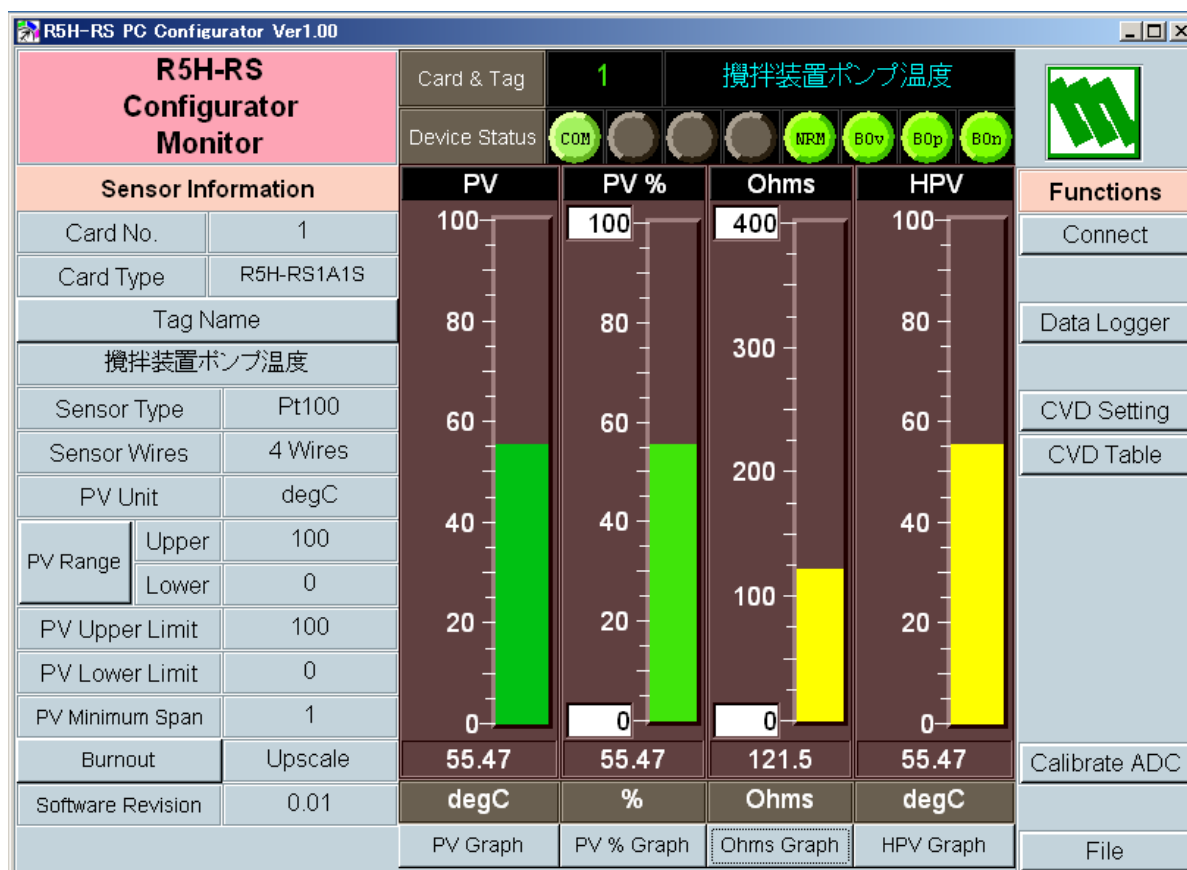 R5H-RS PC Configurator Ver1.00
R5H-RS
Configurator
Monitor
Card & Tag 1 攪拌装置ポンプ温度
Device Status COM NRM BOv BOp BOn
Sensor Information
Card No. 1
Card Type R5H-RS1A1S
Tag Name
攪拌装置ポンプ温度
Sensor Type Pt100
Sensor Wires 4 Wires
PV Unit degC
PV Range Upper 100
Lower 0
PV Upper Limit 100
PV Lower Limit 0
PV Minimum Span 1
Burnout Upscale
Software Revision 0.01
PV PV % Ohms HPV
100 100 400 100
80 80 300 80
60 60 200 60
40 40 100 40
20 20 0 20
0 0 0
55.47 55.47 121.5 55.47
degC % Ohms degC
PV Graph PV % Graph Ohms Graph HPV Graph
Functions
Connect
Data Logger
CVD Setting
CVD Table
Calibrate ADC
File